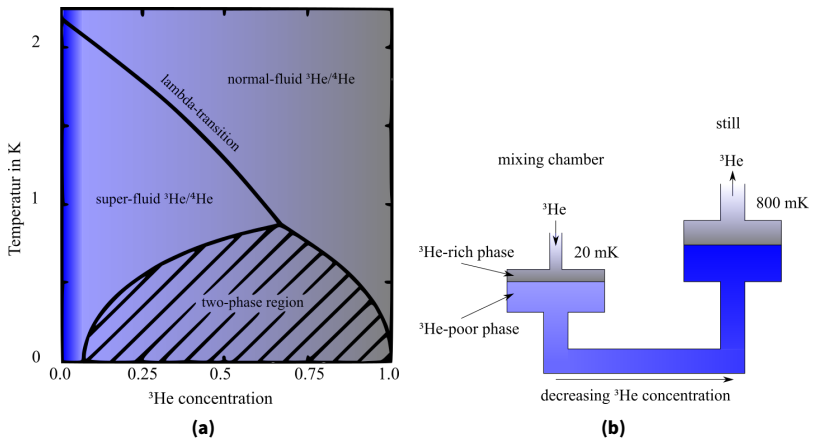 2
1
0
Temperatur in K
normal-fluid ³He/⁴He
lambda-transition
super-fluid ³He/⁴He
two-phase region
0.0
0.25
0.5
0.75
1.0
³He concentration
(a)
still
³He
800 mK
mixing chamber
³He
20 mK
³He-rich phase
³He-poor phase
decreasing ³He concentration
(b)